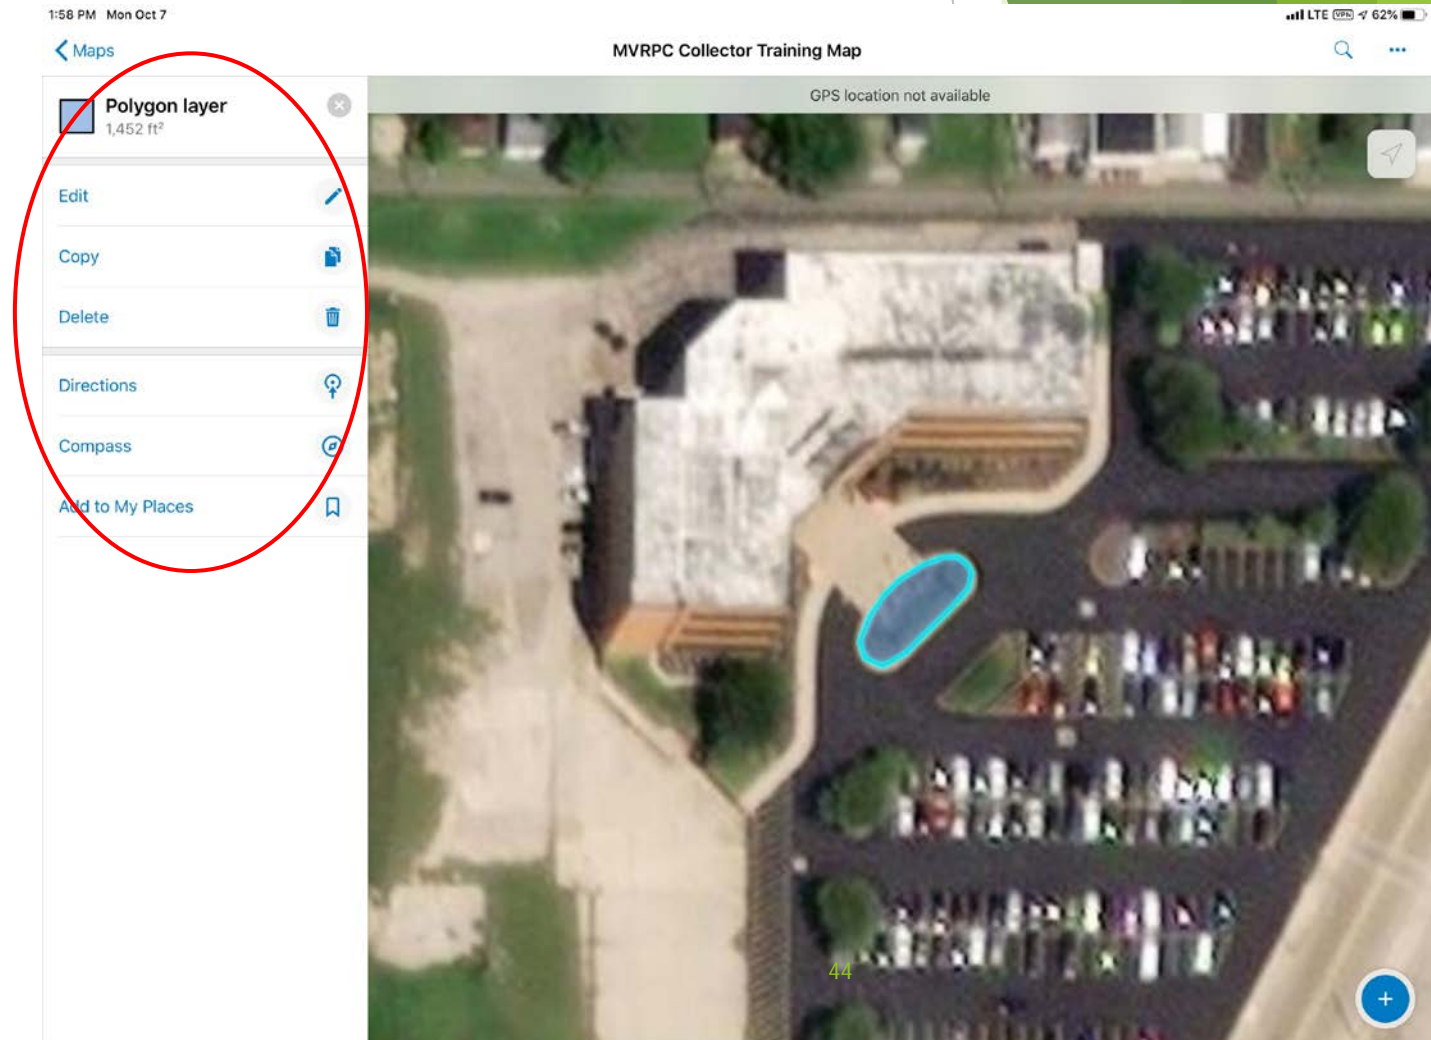 1:58 PM Mon Oct 7
LTE VPN 62%
Maps
MVRPC Collector Training Map
GPS location not available
Polygon layer
1,452 ft²
Edit
Copy
Delete
Directions
Compass
Add to My Places
44